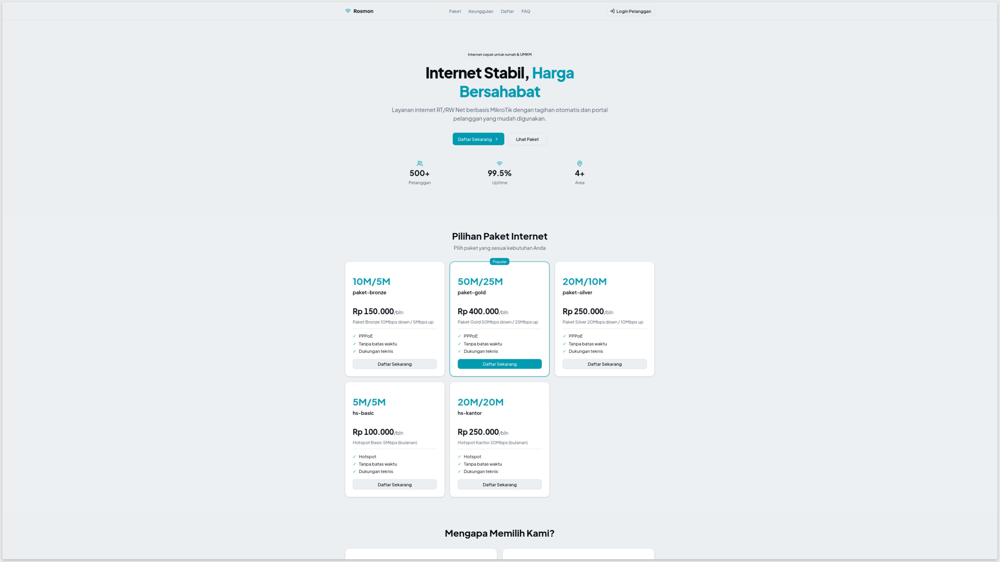 Rosmon
Paket
Keunggulan
Daftar
FAQ
Login Pelanggan
Internet cepat untuk rumah & UMKM
Internet Stabil, Harga
Bersahabat
Layanan internet RT/RW Net berbasis MikroTik dengan tagihan otomatis dan portal
pelanggan yang mudah digunakan.
Daftar Sekarang
Lihat Paket
500+
Pelanggan
99.5%
Uptime
4+
Area
Pilihan Paket Internet
Pilih paket yang sesuai kebutuhan Anda
10M/5M
paket-bronze
Rp 150.000/bln
Paket Bronze 10Mbps down / 5Mbps up
✓ PPPoE
✓ Tanpa batas waktu
✓ Dukungan teknis
Daftar Sekarang
Populer
50M/25M
paket-gold
Rp 400.000/bln
Paket Gold 50Mbps down / 25Mbps up
✓ PPPoE
✓ Tanpa batas waktu
✓ Dukungan teknis
Daftar Sekarang
20M/10M
paket-silver
Rp 250.000/bln
Paket Silver 20Mbps down / 10Mbps up
✓ PPPoE
✓ Tanpa batas waktu
✓ Dukungan teknis
Daftar Sekarang
5M/5M
hs-basic
Rp 100.000/bln
Hotspot Basic 5Mbps (bulanan)
✓ Hotspot
✓ Tanpa batas waktu
✓ Dukungan teknis
Daftar Sekarang
20M/20M
hs-kantor
Rp 250.000/bln
Hotspot Kantor 20Mbps (bulanan)
✓ Hotspot
✓ Tanpa batas waktu
✓ Dukungan teknis
Daftar Sekarang
Mengapa Memilih Kami?